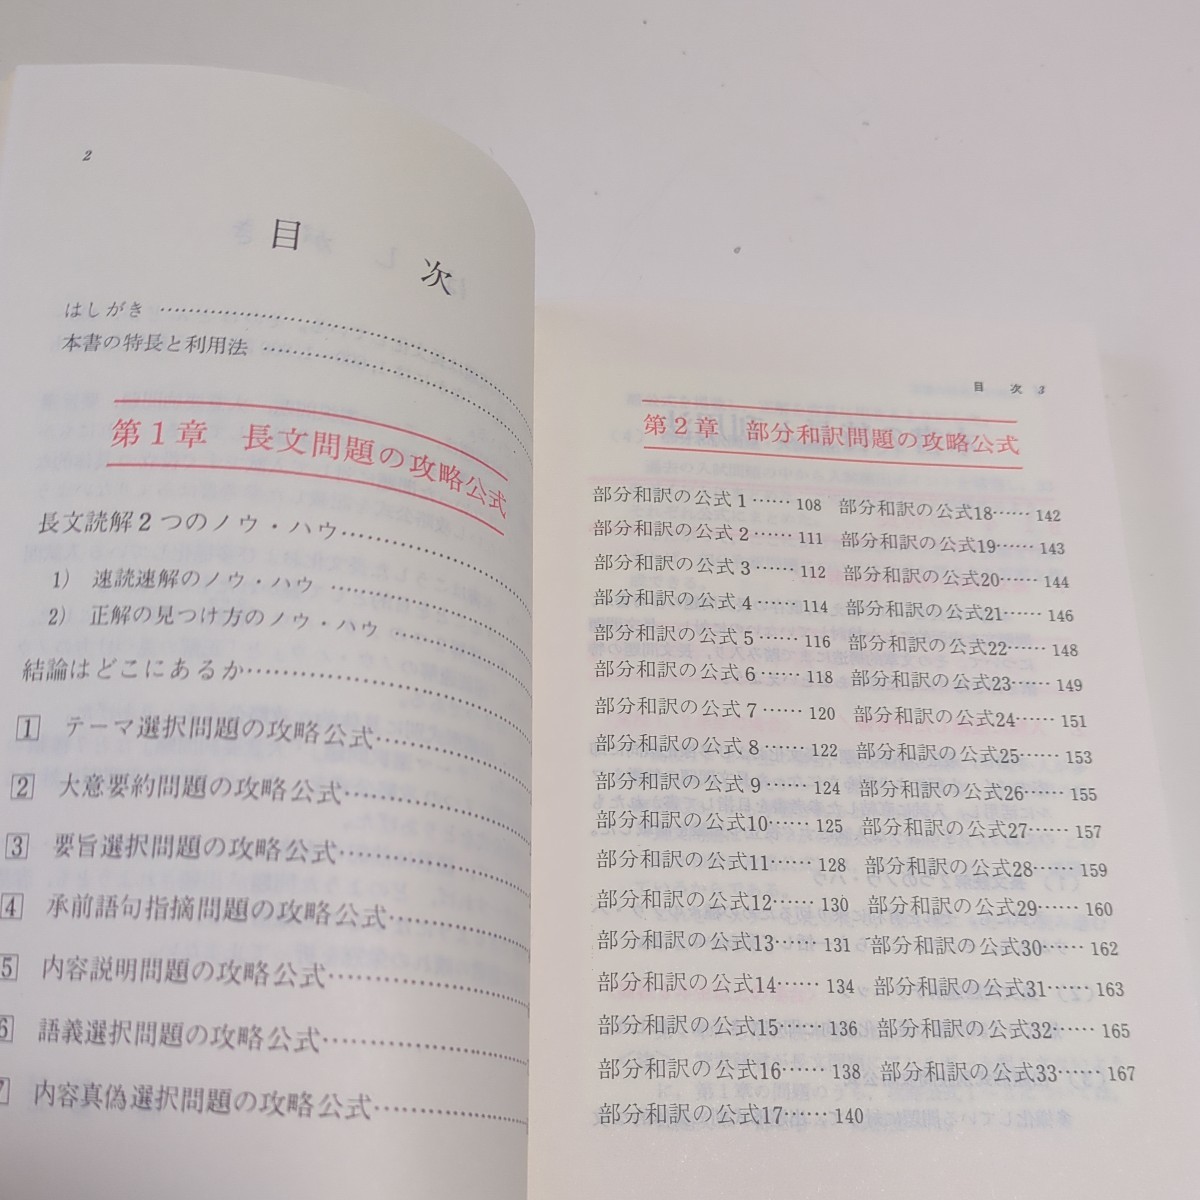 2
目次
はしがき
本書の特長と利用法
第1章 長文問題の攻略公式
長文読解2つのノウ・ハウ
1) 速読速解のノウ・ハウ
2) 正解の見つけ方のノウ・ハウ
結論はどこにあるか
1 テーマ選択問題の攻略公式
2 大意要約問題の攻略公式
3 要旨選択問題の攻略公式
4 承前語句指摘問題の攻略公式
5 内容説明問題の攻略公式
6 語義選択問題の攻略公式
7 内容真偽選択問題の攻略公式
目次 3
第2章 部分和訳問題の攻略公式
部分和訳の公式1……108 部分和訳の公式18……142
部分和訳の公式2……111 部分和訳の公式19……143
部分和訳の公式3……112 部分和訳の公式20……144
部分和訳の公式4……114 部分和訳の公式21……146
部分和訳の公式5……116 部分和訳の公式22……148
部分和訳の公式6……118 部分和訳の公式23……149
部分和訳の公式7……120 部分和訳の公式24……151
部分和訳の公式8……122 部分和訳の公式25……153
部分和訳の公式9……124 部分和訳の公式26……155
部分和訳の公式10……125 部分和訳の公式27……157
部分和訳の公式11……128 部分和訳の公式28……159
部分和訳の公式12……130 部分和訳の公式29……160
部分和訳の公式13……131 部分和訳の公式30……162
部分和訳の公式14……134 部分和訳の公式31……163
部分和訳の公式15……136 部分和訳の公式32……165
部分和訳の公式16……138 部分和訳の公式33……167
部分和訳の公式17……140